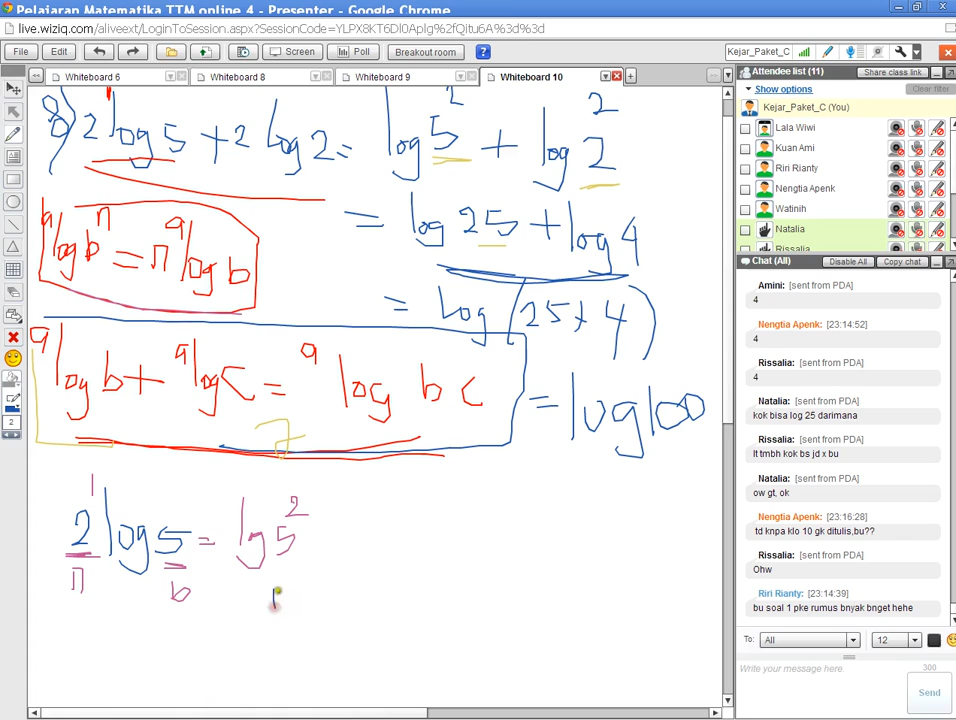 Pelajaran Matematika TTM online 4 - Presenter - Google Chrome
live.wiziq.com/aliveext/LoginToSession.aspx?SessionCode=YLPX8KT6Dl0Aplg%2fQitu6A%3d%3d
File Edit Screen Poll Breakout room ? Kejar_Paket_C
<< Whiteboard 6 Whiteboard 8 Whiteboard 9 Whiteboard 10
8) 2 log 5 + 2 log 2 = log 5² + log 2²
= log 25 + log 4
ᵃlog bⁿ = n ᵃlog b
= log (25 x 4)
ᵃlog b + ᵃlog c = ᵃlog b c
= log 100
2 log 5 = log 5²
n b
2
Attendee list (11) Share class link
Show options Clear filter
Kejar_Paket_C (You)
Lala Wiwi
Kuan Ami
Riri Rianty
Nengtia Apenk
Watinih
Natalia
Rissalia
Chat (All) Disable All Copy chat
Amini: [sent from PDA]
4
Nengtia Apenk: [23:14:52]
4
Rissalia: [sent from PDA]
4
Natalia: [sent from PDA]
kok bisa log 25 darimana
Rissalia: [sent from PDA]
lt tmbh kok bs jd x bu
Natalia: [sent from PDA]
ow gt, ok
Nengtia Apenk: [23:16:28]
td knpa klo 10 gk ditulis,bu??
Rissalia: [sent from PDA]
Ohw
Riri Rianty: [23:14:39]
bu soal 1 pke rumus bnyak bnget hehe
To: All 12
Write your message here. 300
Send